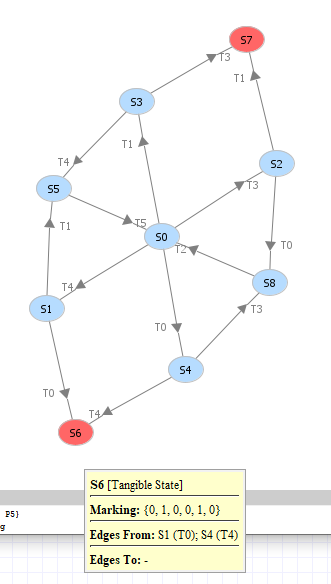 S7
T3
T1
S3
T1
S2
T4
S5
T3
T1
T5
S0
T2
T0
T4
S8
S1
T3
T0
S4
T0
T4
S6
S6 [Tangible State]
Marking: {0, 1, 0, 0, 1, 0}
P5}
Edges From: S1 (T0); S4 (T4)
g
Edges To: -